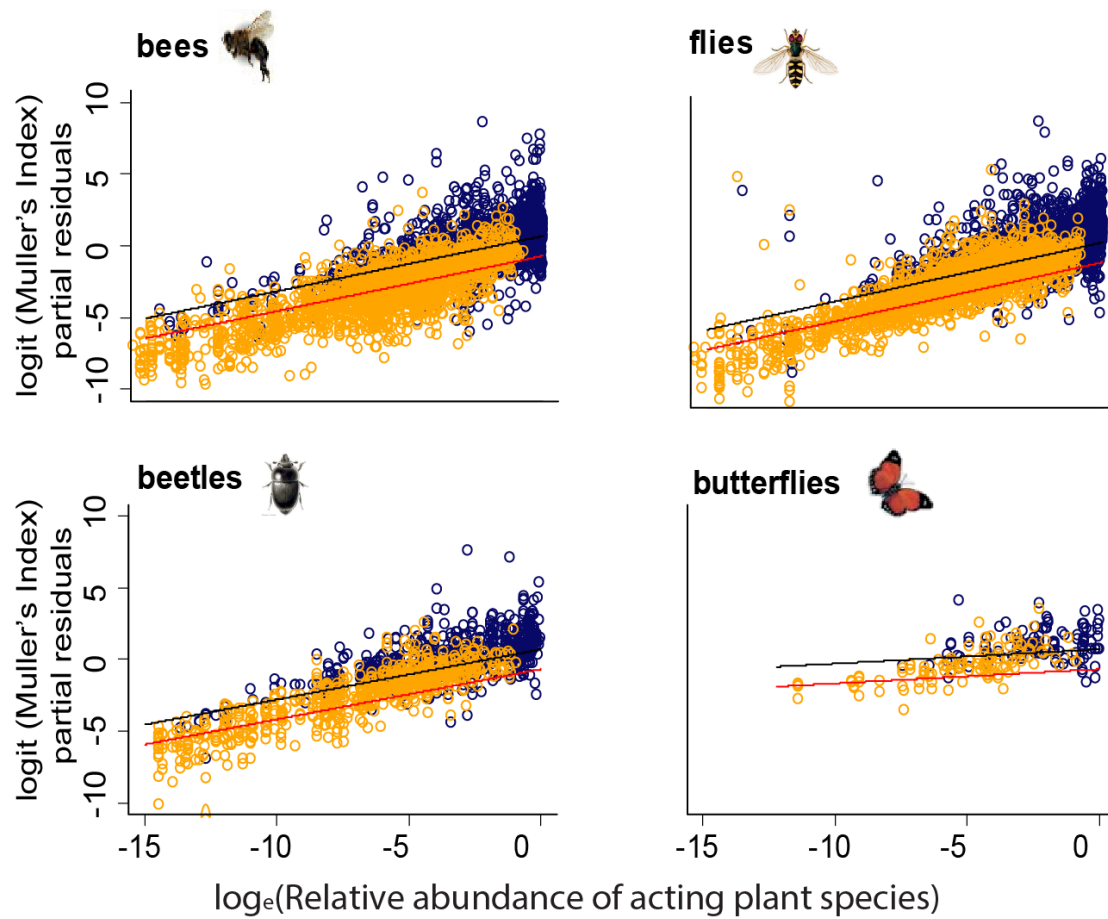 bees
flies
logit (Muller's Index)
partial residuals
10
5
0
-5
-10
beetles
butterflies
logit (Muller's Index)
partial residuals
10
5
0
-5
-10
-15
-10
-5
0
-15
-10
-5
0
logₑ(Relative abundance of acting plant species)